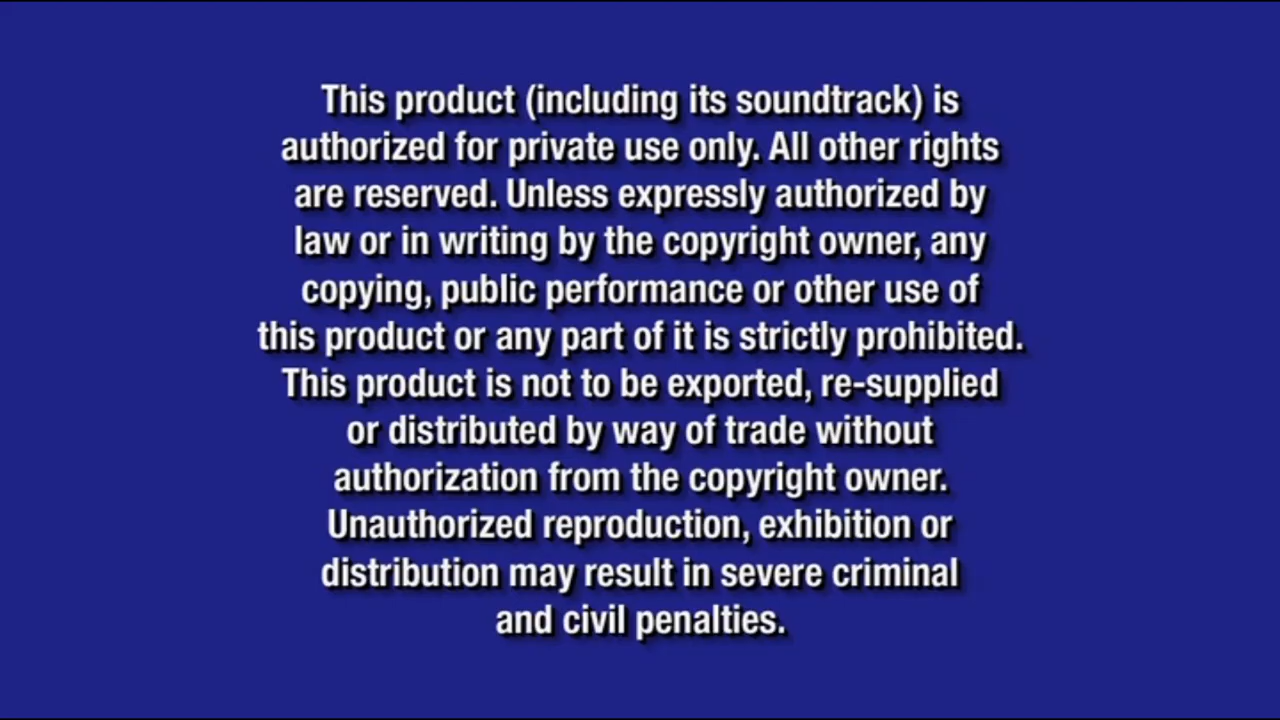 This product (including its soundtrack) is
authorized for private use only. All other rights
are reserved. Unless expressly authorized by
law or in writing by the copyright owner, any
copying, public performance or other use of
this product or any part of it is strictly prohibited.
This product is not to be exported, re-supplied
or distributed by way of trade without
authorization from the copyright owner.
Unauthorized reproduction, exhibition or
distribution may result in severe criminal
and civil penalties.